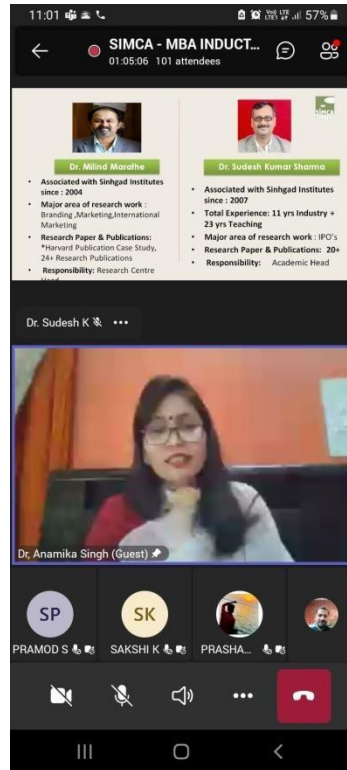 11:01
57%
SIMCA - MBA INDUCT...
01:05:06 101 attendees
Dr. Milind Marathe
• Associated with Sinhgad Institutes
since : 2004
• Major area of research work :
Branding ,Marketing,International
Marketing
• Research Paper & Publications:
*Harvard Publication Case Study,
24+ Research Publications
• Responsibility: Research Centre
Head
SIMCA
Dr. Sudesh Kumar Sharma
• Associated with Sinhgad Institutes
since : 2007
• Total Experience: 11 yrs Industry +
23 yrs Teaching
• Major area of research work : IPO's
• Research Paper & Publications: 20+
• Responsibility: Academic Head
Dr. Sudesh K
Dr, Anamika Singh (Guest)
SP
PRAMOD S
SK
SAKSHI K
PRASHA...